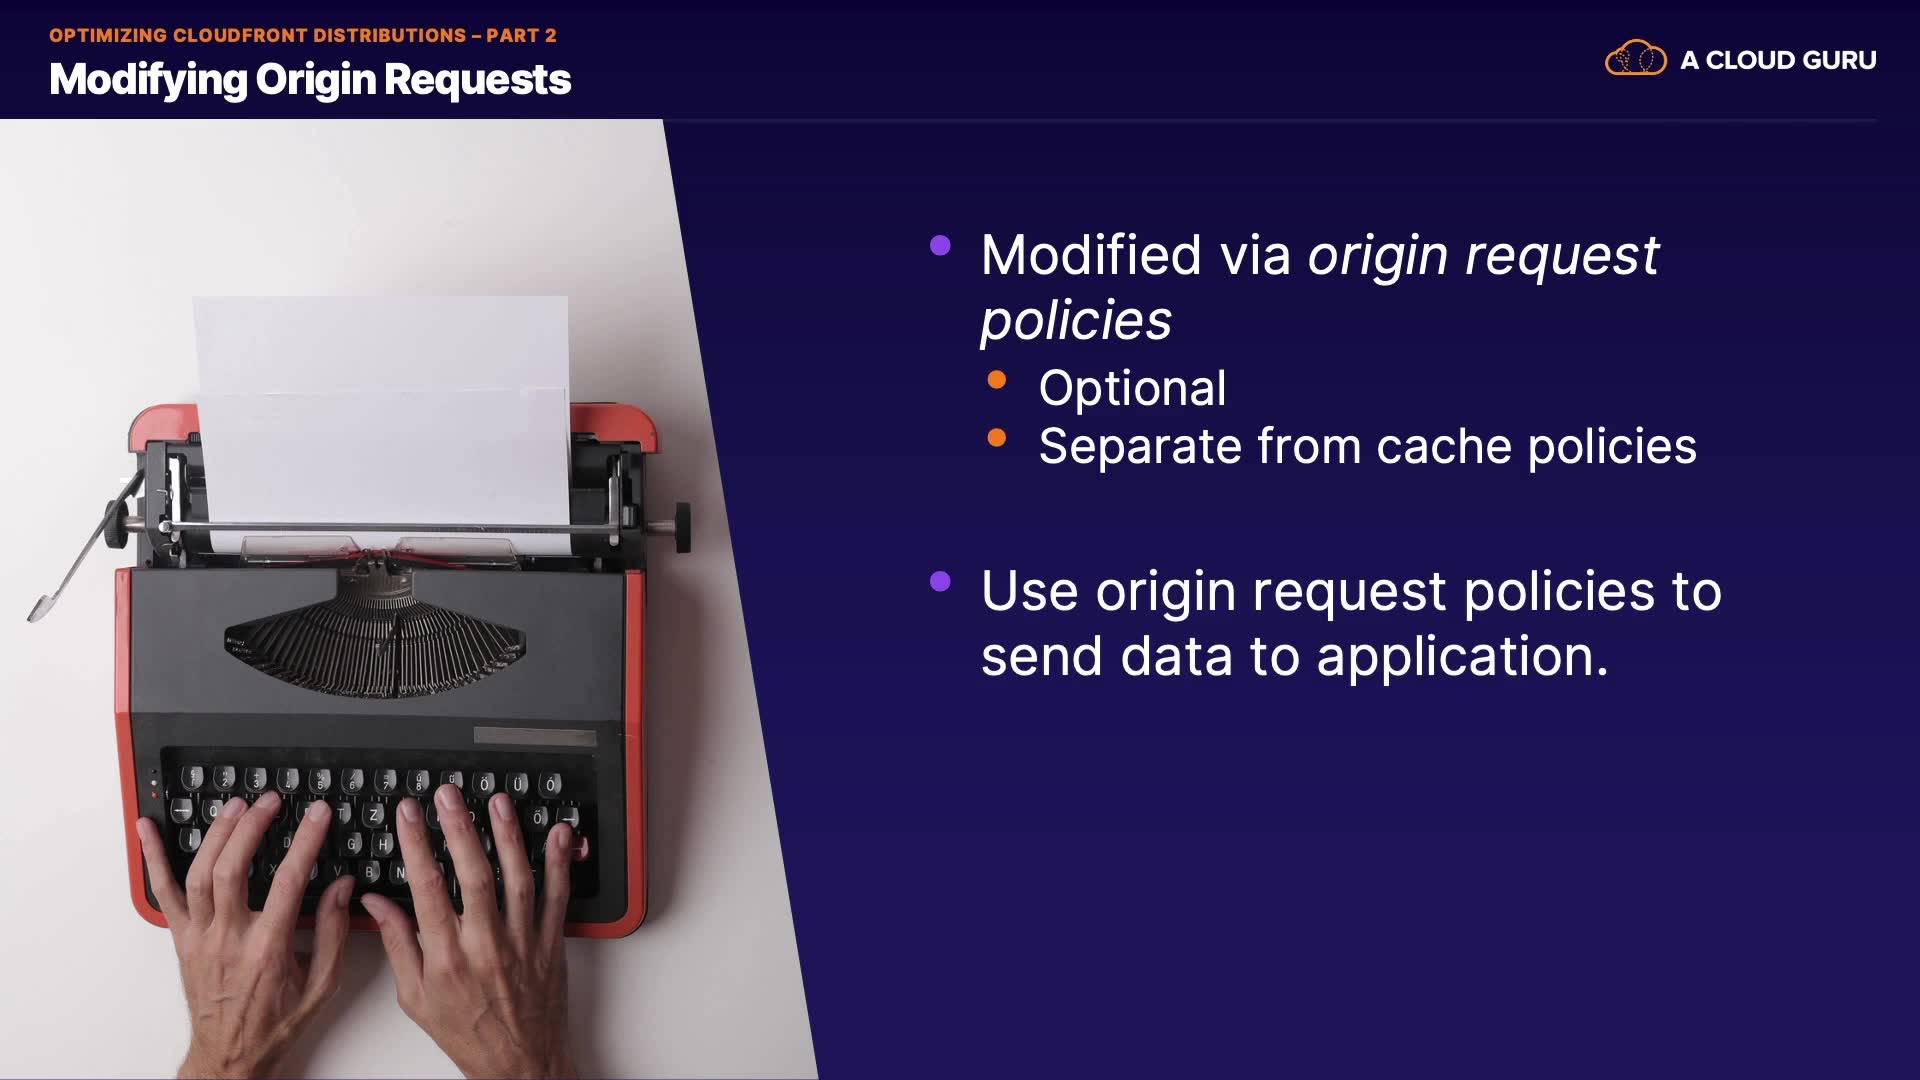 OPTIMIZING CLOUDFRONT DISTRIBUTIONS – PART 2
Modifying Origin Requests
A CLOUD GURU
Modified via origin request
policies
Optional
Separate from cache policies
Use origin request policies to
send data to application.